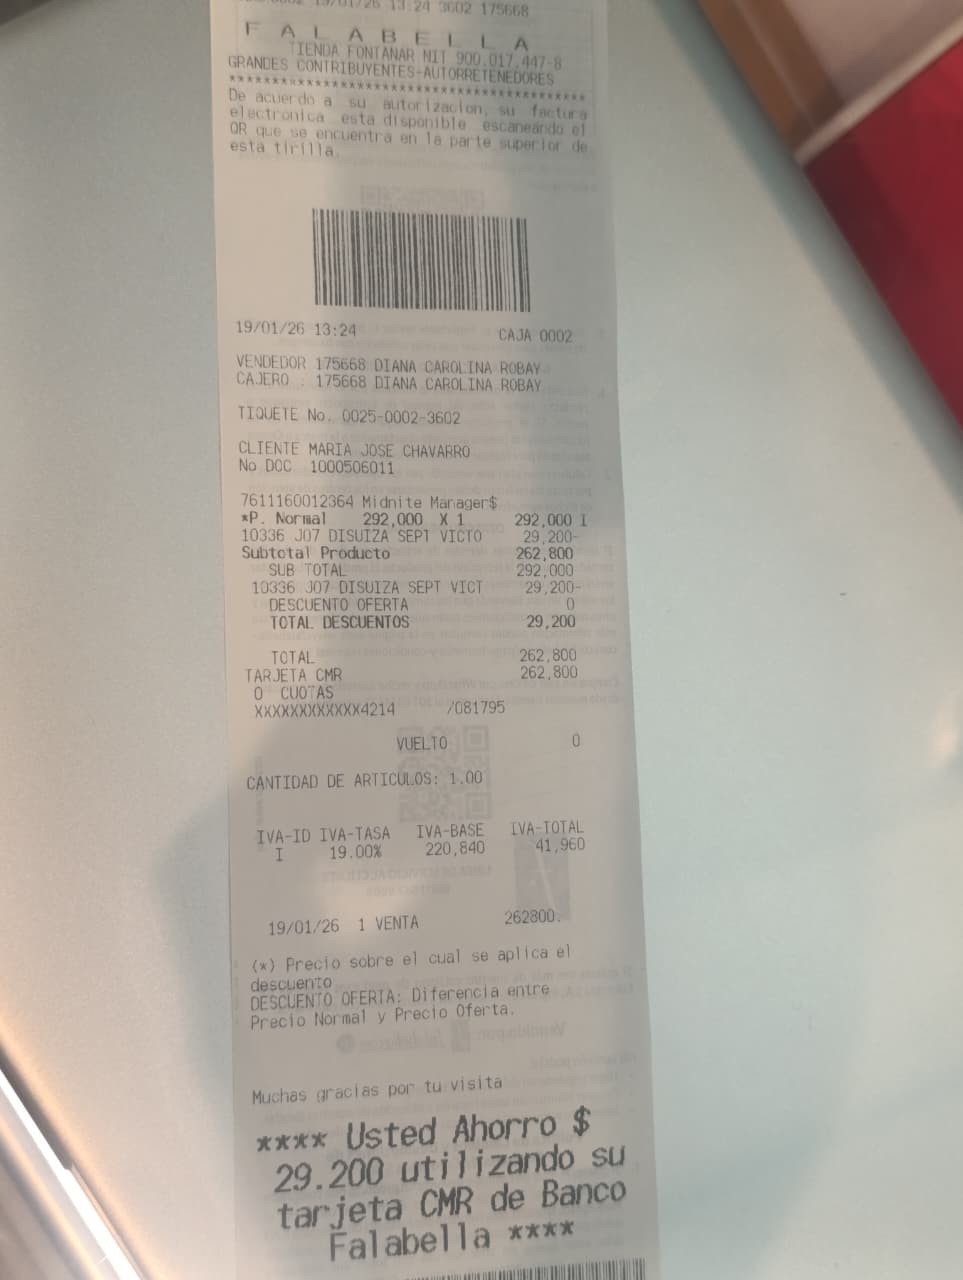 19/01/26 13:24 3602 175668
F A L A B E L L A
TIENDA FONTANAR NIT 900.017.447-8
GRANDES CONTRIBUYENTES-AUTORRETENEDORES
****************************************
De acuerdo a su autorizacion, su factura
electronica esta disponible escaneando el
QR que se encuentra en la parte superior de
esta tirilla.
19/01/26 13:24 CAJA 0002
VENDEDOR 175668 DIANA CAROLINA ROBAY
CAJERO : 175668 DIANA CAROLINA ROBAY
TIQUETE No. 0025-0002-3602
CLIENTE MARIA JOSE CHAVARRO
No DOC 1000506011
7611160012364 Midnite Manager$
*P. Normal 292,000 X 1 292,000 I
10336 J07 DISUIZA SEPT VICTO 29,200-
Subtotal Producto 262,800
SUB TOTAL 292,000
10336 J07 DISUIZA SEPT VICT 29,200-
DESCUENTO OFERTA 0
TOTAL DESCUENTOS 29,200
TOTAL 262,800
TARJETA CMR 262,800
0 CUOTAS
XXXXXXXXXXXX4214 /081795
VUELTO 0
CANTIDAD DE ARTICULOS: 1.00
IVA-ID IVA-TASA IVA-BASE IVA-TOTAL
I 19.00% 220,840 41,960
19/01/26 1 VENTA 262800.
(*) Precio sobre el cual se aplica el
descuento
DESCUENTO OFERTA: Diferencia entre
Precio Normal y Precio Oferta.
Muchas gracias por tu visita
**** Usted Ahorro $
29.200 utilizando su
tarjeta CMR de Banco
Falabella ****